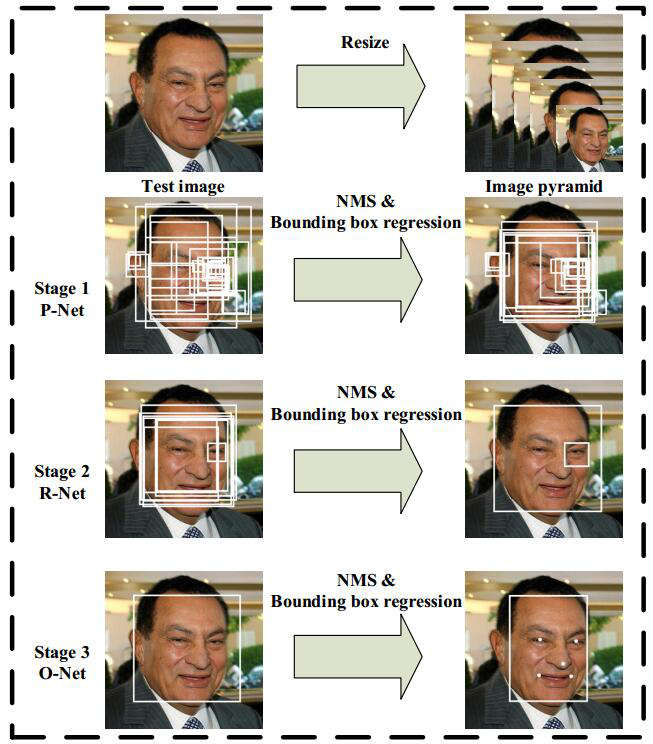 Resize
Test image
Image pyramid
NMS &
Bounding box regression
Stage 1
P-Net
NMS &
Bounding box regression
Stage 2
R-Net
NMS &
Bounding box regression
Stage 3
O-Net